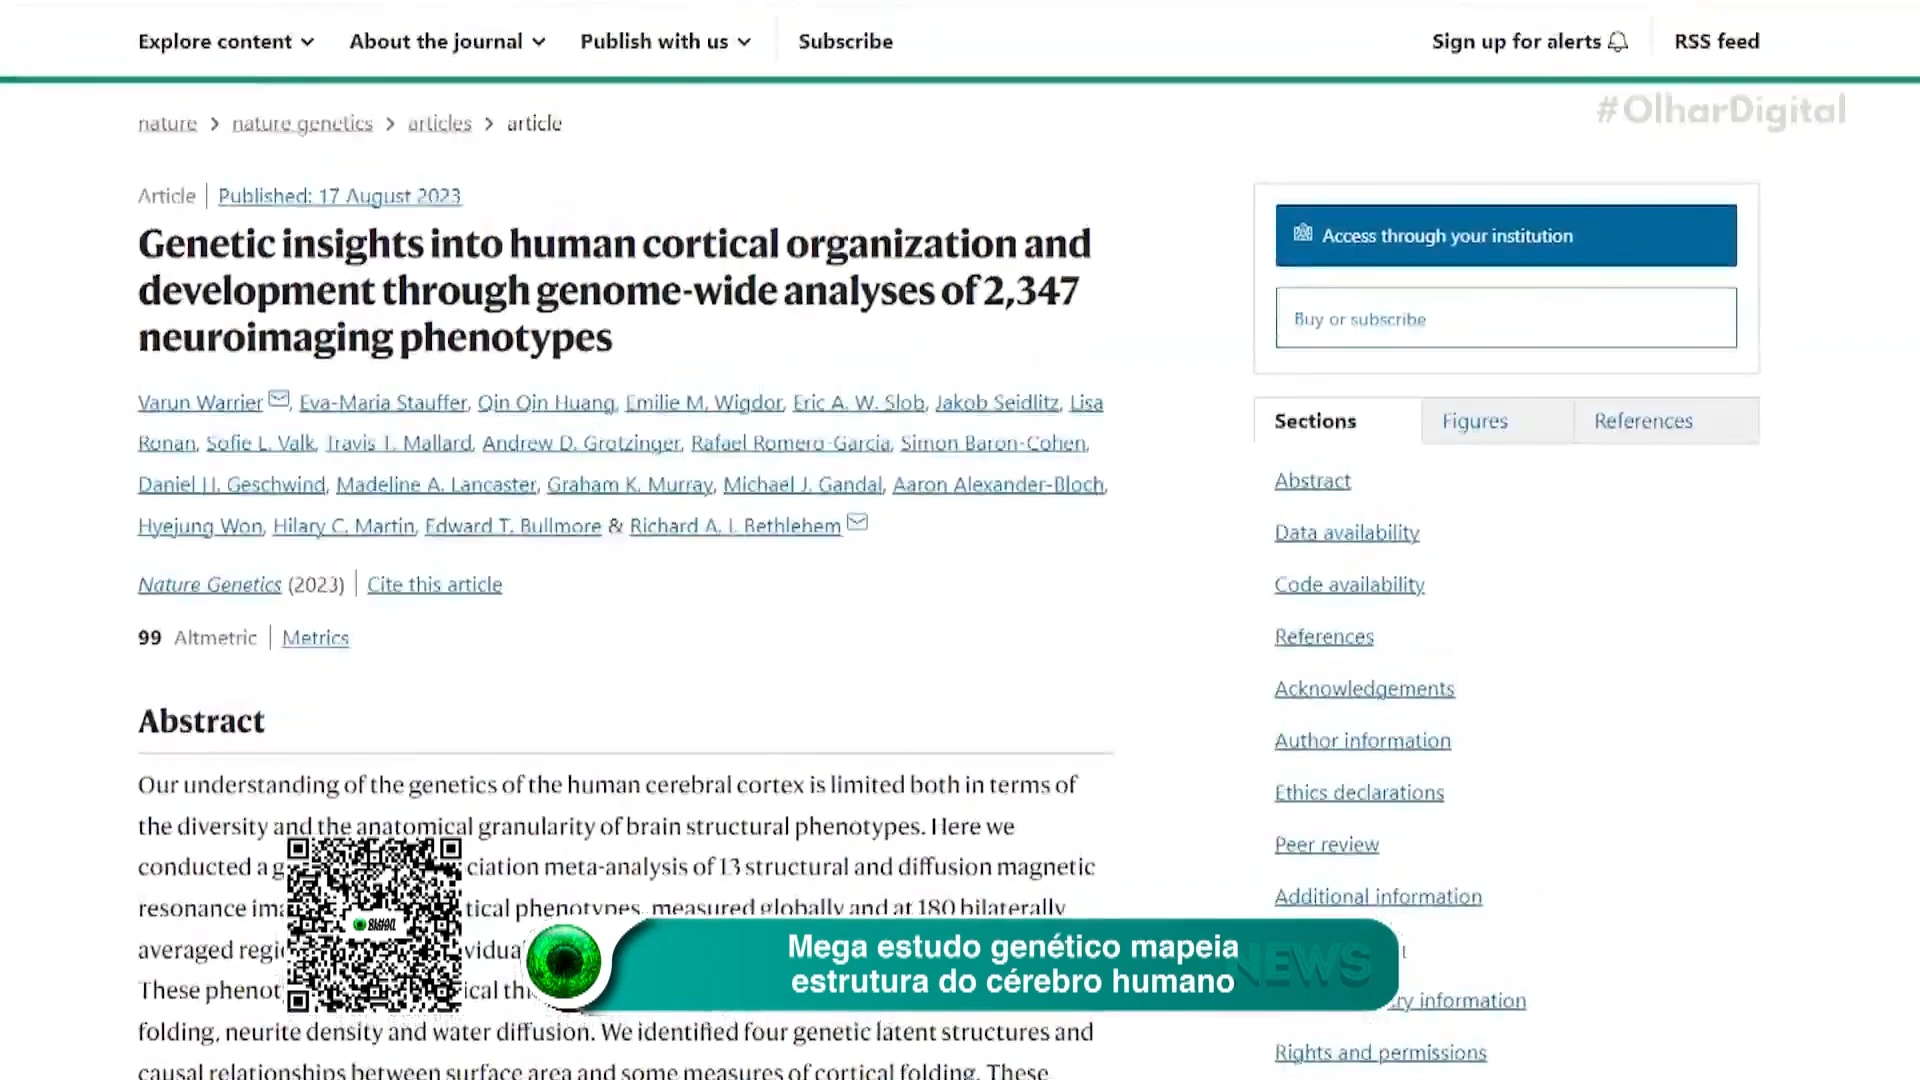 Explore content
About the journal
Publish with us
Subscribe
Sign up for alerts
RSS feed
#OlharDigital
nature > nature genetics > articles > article
Article | Published: 17 August 2023
Genetic insights into human cortical organization and
development through genome-wide analyses of 2,347
neuroimaging phenotypes
Varun Warrier, Eva-Maria Stauffer, Qin Qin Huang, Emilie M. Wigdor, Eric A. W. Slob, Jakob Seidlitz, Lisa
Ronan, Sofie L. Valk, Travis T. Mallard, Andrew D. Grotzinger, Rafael Romero-Garcia, Simon Baron-Cohen,
Daniel H. Geschwind, Madeline A. Lancaster, Graham K. Murray, Michael J. Gandal, Aaron Alexander-Bloch,
Hyejung Won, Hilary C. Martin, Edward T. Bullmore & Richard A. I. Bethlehem
Nature Genetics (2023) | Cite this article
99 Altmetric | Metrics
Abstract
Our understanding of the genetics of the human cerebral cortex is limited both in terms of
the diversity and the anatomical granularity of brain structural phenotypes. Here we
conducted a g ciation meta-analysis of 13 structural and diffusion magnetic
resonance ima tical phenotypes, measured globally and at 180 bilaterally
averaged regi vidua
These phenot ical th
folding, neurite density and water diffusion. We identified four genetic latent structures and
causal relationships between surface area and some measures of cortical folding. These
Access through your institution
Buy or subscribe
Sections
Figures
References
Abstract
Data availability
Code availability
References
Acknowledgements
Author information
Ethics declarations
Peer review
Additional information
ry information
Rights and permissions
Mega estudo genético mapeia
estrutura do cérebro humano
NEWS